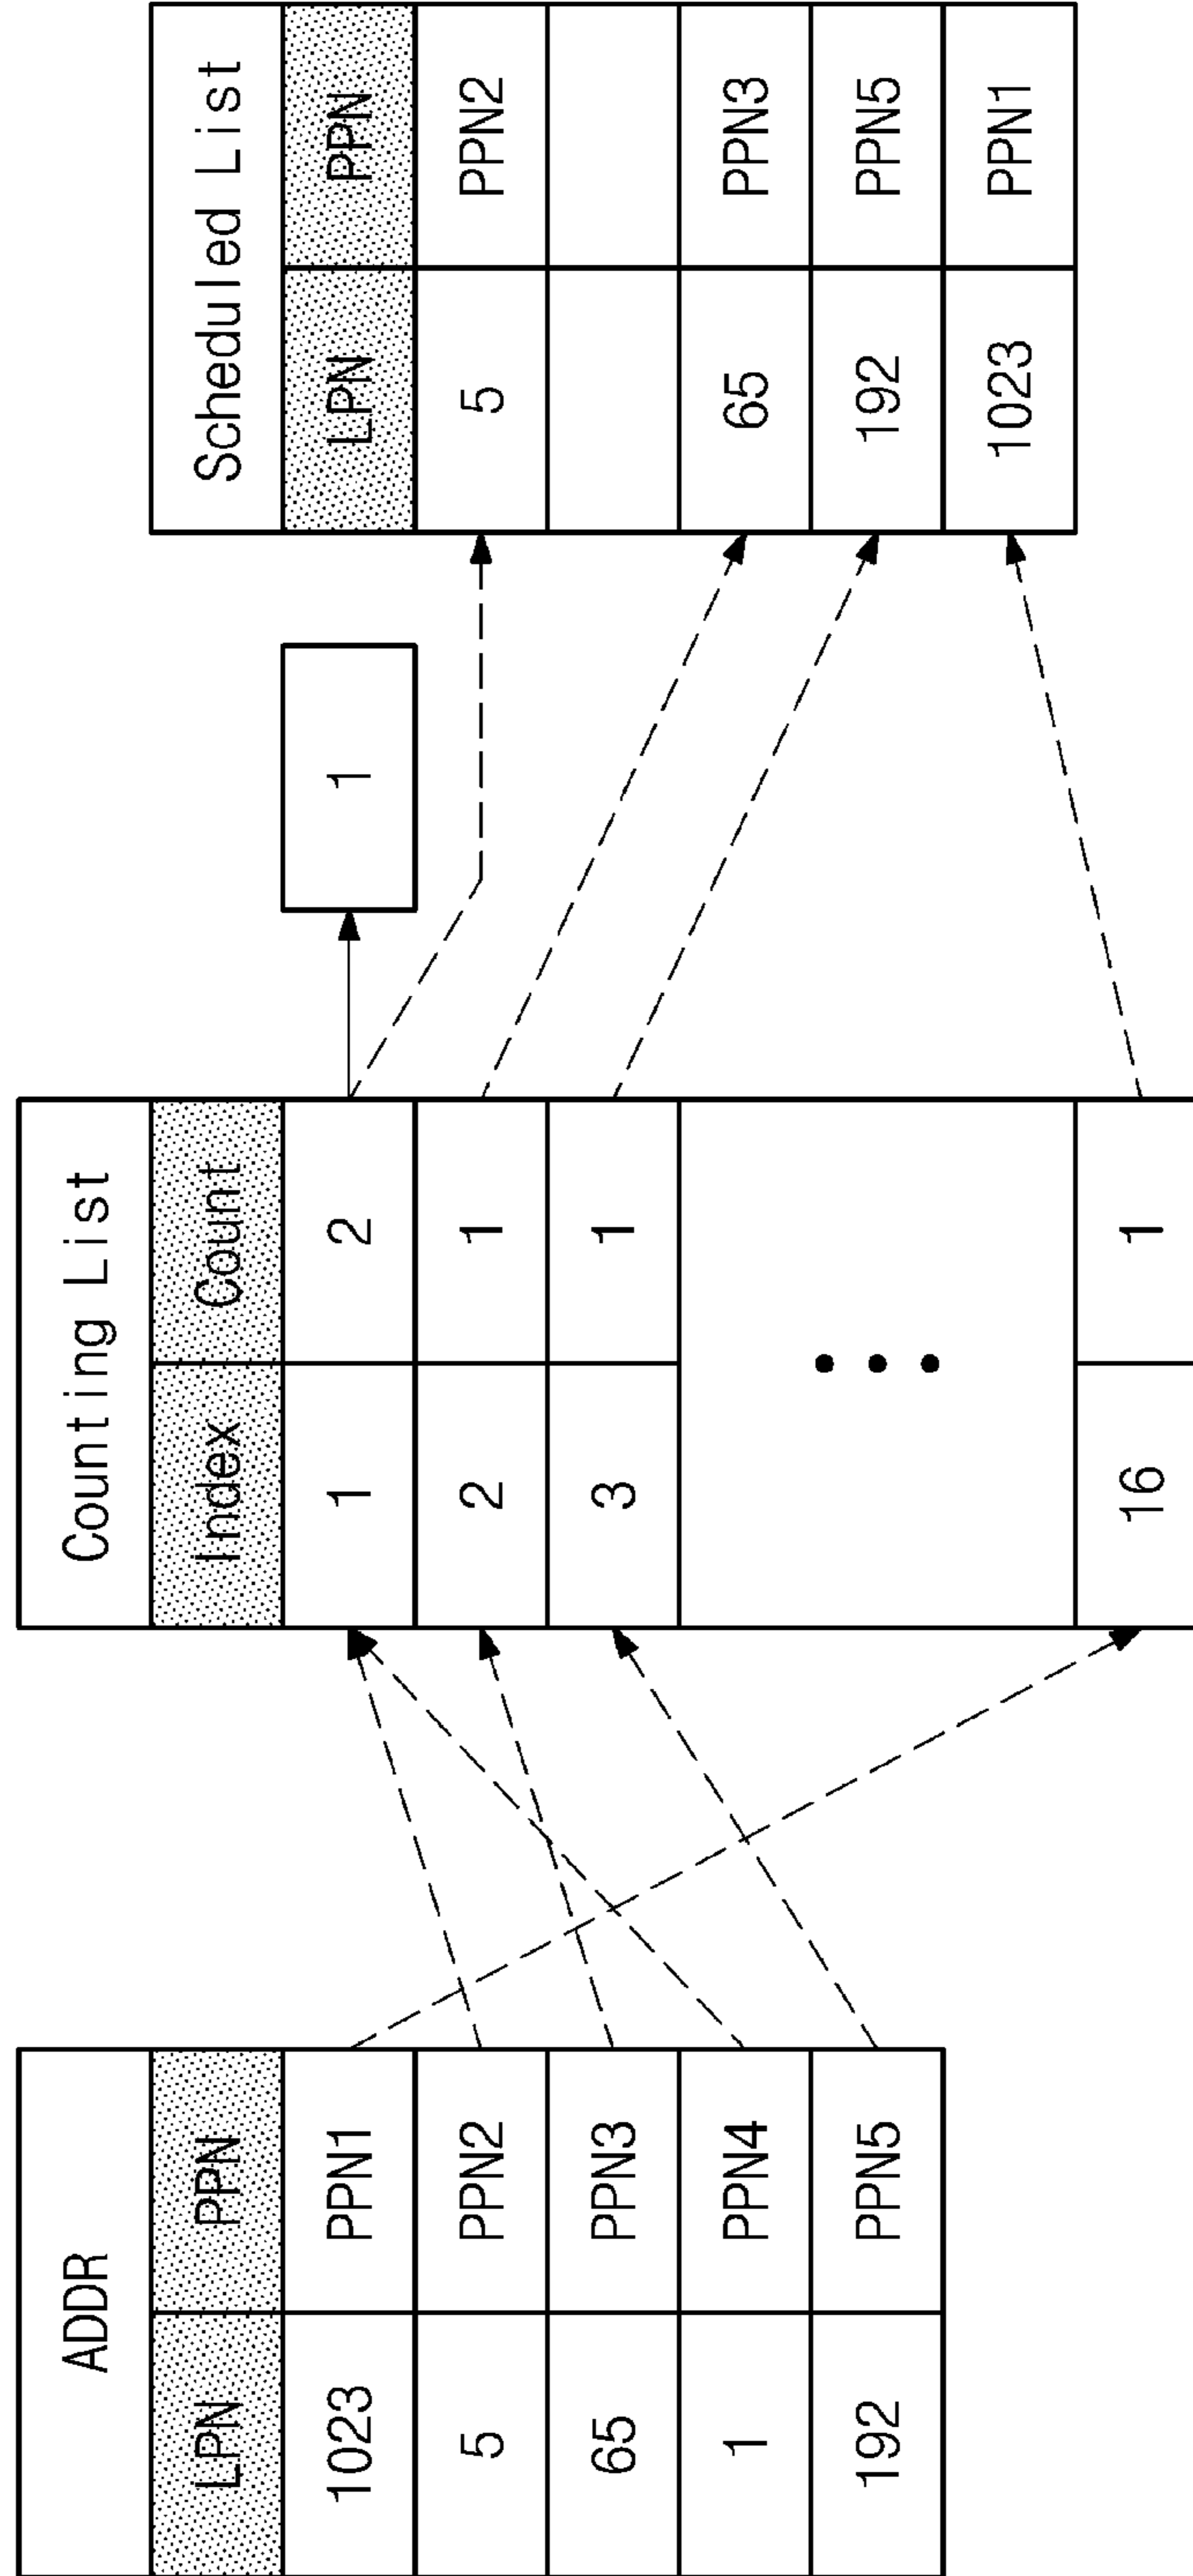 ADDR
LPN PPN
1023 PPN1
5 PPN2
65 PPN3
1 PPN4
192 PPN5
Counting List
Index Count
1 2
2 1
3 1
16 1
1
Scheduled List
LPN PPN
5 PPN2
65 PPN3
192 PPN5
1023 PPN1